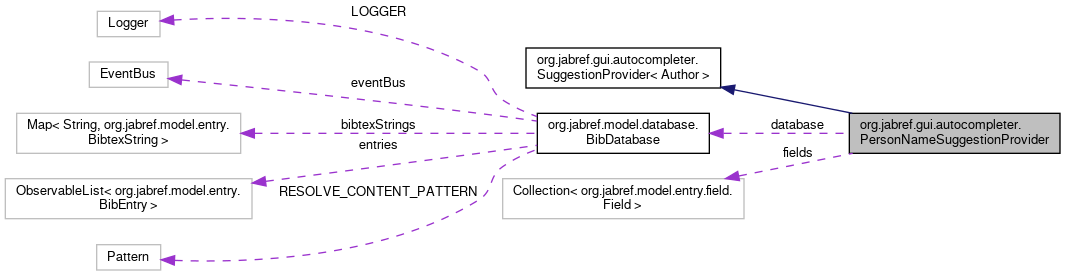 Logger
LOGGER
org.jabref.gui.autocompleter.
SuggestionProvider< Author >
EventBus
eventBus
Map< String, org.jabref.model.entry.
BibtexString >
bibtexStrings
org.jabref.model.database.
BibDatabase
database
org.jabref.gui.autocompleter.
PersonNameSuggestionProvider
entries
fields
ObservableList< org.jabref.model.entry.
BibEntry >
RESOLVE_CONTENT_PATTERN
Collection< org.jabref.model.entry.field.
Field >
Pattern